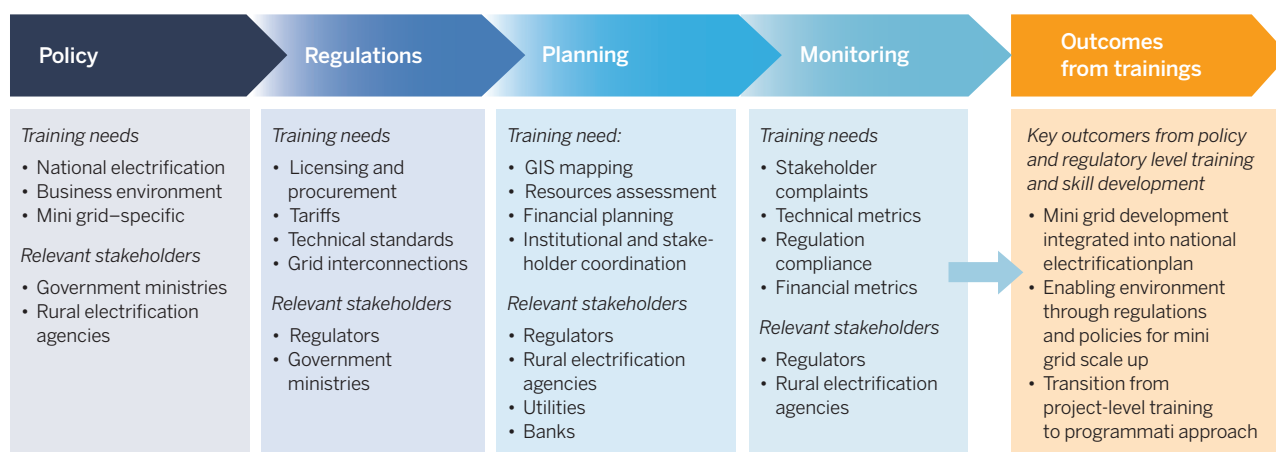 Policy
Regulations
Planning
Monitoring
Outcomes
from trainings
Training needs
• National electrification
• Business environment
• Mini grid–specific
Relevant stakeholders
• Government ministries
• Rural electrification
agencies
Training needs
• Licensing and
procurement
• Tariffs
• Technical standards
• Grid interconnections
Relevant stakeholders
• Regulators
• Government
ministries
Training need:
• GIS mapping
• Resources assessment
• Financial planning
• Institutional and stake-
holder coordination
Relevant stakeholders
• Regulators
• Rural electrification
agencies
• Utilities
• Banks
Training needs
• Stakeholder
complaints
• Technical metrics
• Regulation
compliance
• Financial metrics
Relevant stakeholders
• Regulators
• Rural electrification
agencies
Key outcomers from policy
and regulatory level training
and skill development
• Mini grid development
integrated into national
electrificationplan
• Enabling environment
through regulations
and policies for mini
grid scale up
• Transition from
project-level training
to programmati approach